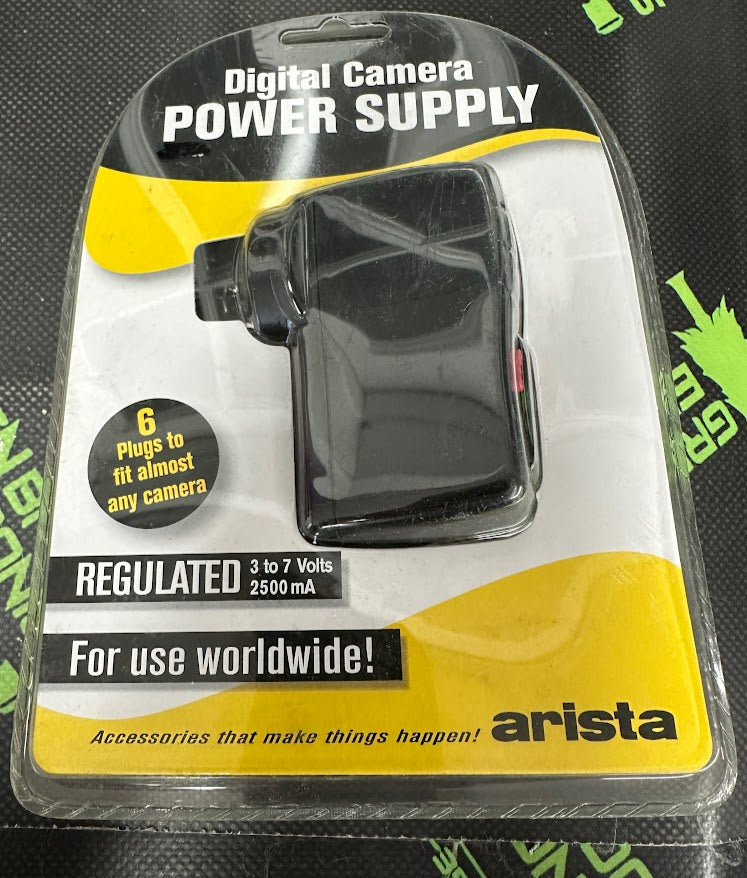 Digital Camera
POWER SUPPLY
6
Plugs to
fit almost
any camera
REGULATED 3 to 7 Volts
2500 mA
For use worldwide!
Accessories that make things happen! arista